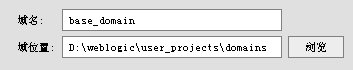 域名: base_domain
域位置: D:\weblogic\user_projects\domains 浏览